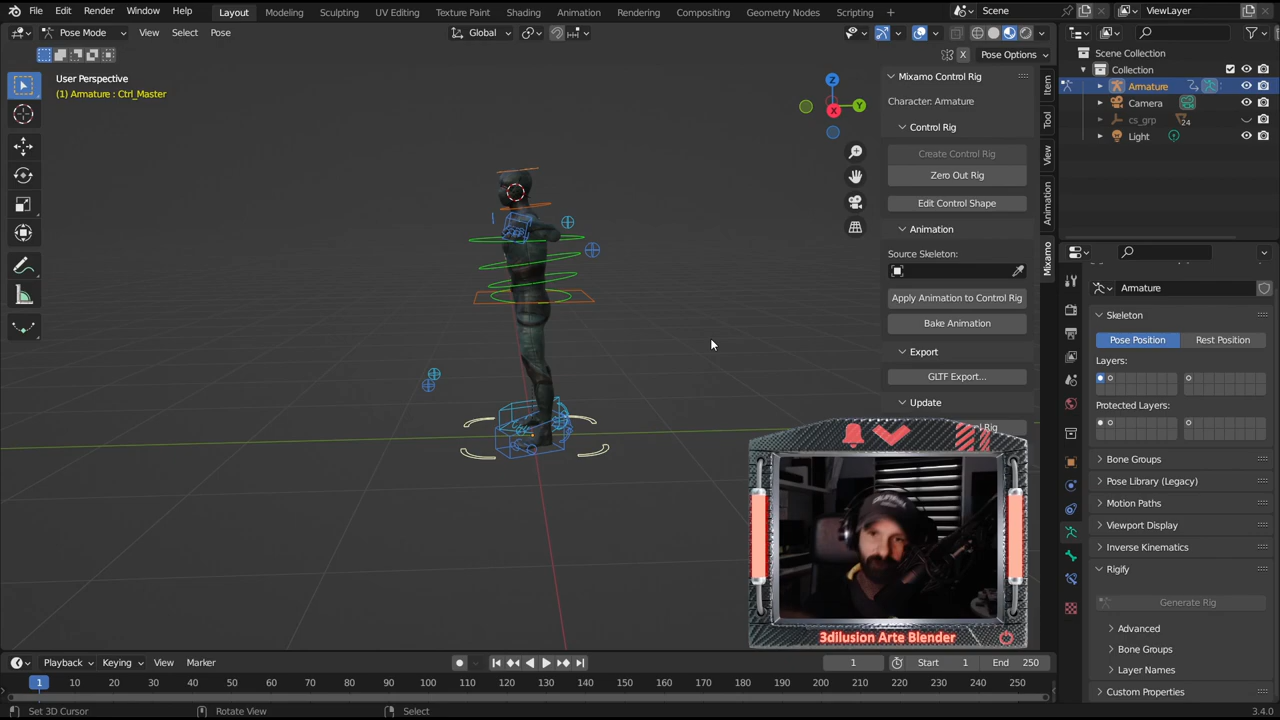 File Edit Render Window Help Layout Modeling Sculpting UV Editing Texture Paint Shading Animation Rendering Compositing Geometry Nodes Scripting Scene ViewLayer
Pose Mode View Select Pose Global
X Pose Options
User Perspective
(1) Armature : Ctrl_Master
Z
Y
X
Mixamo Control Rig
Character: Armature
Control Rig
Create Control Rig
Zero Out Rig
Edit Control Shape
Animation
Source Skeleton:
Apply Animation to Control Rig
Bake Animation
Export
GLTF Export...
Update
Item
Tool
View
Animation
Mixamo
3dilusion Arte Blender
Scene Collection
Collection
Armature
Camera
cs_grp 24
Light
Armature
Skeleton
Pose Position Rest Position
Layers:
Protected Layers:
Bone Groups
Pose Library (Legacy)
Motion Paths
Viewport Display
Inverse Kinematics
Rigify
Generate Rig
Advanced
Bone Groups
Layer Names
Custom Properties
Playback Keying View Marker 1 Start 1 End 250
1 10 20 30 40 50 60 70 80 90 100 110 120 130 140 150 160 170 180 190 200 210 220 230 240 250
Set 3D Cursor Rotate View Select 3.4.0